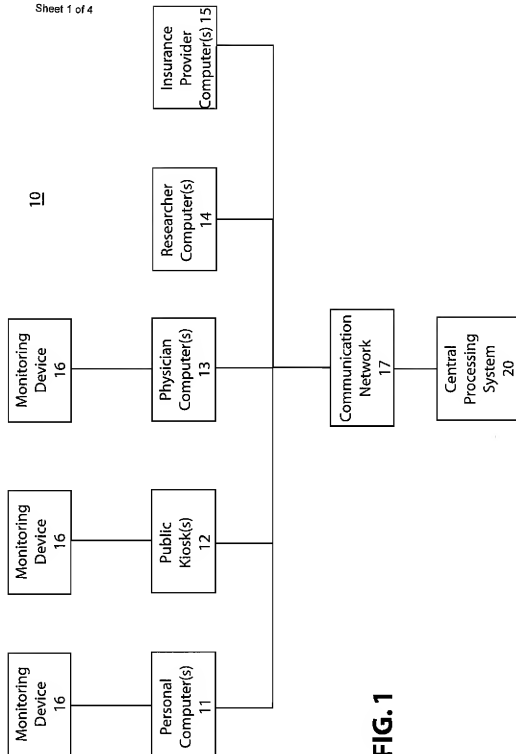 Sheet 1 of 4
10
Monitoring
Device
16
Monitoring
Device
16
Monitoring
Device
16
Personal
Computer(s)
11
Public
Kiosk(s)
12
Physician
Computer(s)
13
Researcher
Computer(s)
14
Insurance
Provider
Computer(s) 15
Communication
Network
17
Central
Processing
System
20
FIG. 1